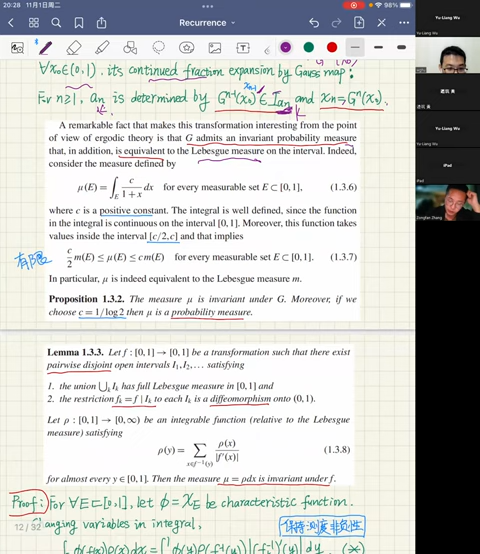 20:28 11月1日周二
98%
Recurrence
∀x₀∈(0,1), its continued fraction expansion by Gauss map:
For n≥1, aₙ is determined by Gⁿ⁻¹(x₀) ∈ I_{aₙ} and xₙ=Gⁿ(x₀).
A remarkable fact that makes this transformation interesting from the point
of view of ergodic theory is that G admits an invariant probability measure
that, in addition, is equivalent to the Lebesgue measure on the interval. Indeed,
consider the measure defined by
μ(E) = ∫_E c/(1+x) dx for every measurable set E ⊂ [0,1], (1.3.6)
where c is a positive constant. The integral is well defined, since the function
in the integral is continuous on the interval [0,1]. Moreover, this function takes
values inside the interval [c/2,c] and that implies
有限
c/2 m(E) ≤ μ(E) ≤ cm(E) for every measurable set E ⊂ [0,1]. (1.3.7)
In particular, μ is indeed equivalent to the Lebesgue measure m.
Proposition 1.3.2. The measure μ is invariant under G. Moreover, if we
choose c = 1/log 2 then μ is a probability measure.
Lemma 1.3.3. Let f : [0,1] → [0,1] be a transformation such that there exist
pairwise disjoint open intervals I₁, I₂, ... satisfying
1. the union ⋃ₖ Iₖ has full Lebesgue measure in [0,1] and
2. the restriction fₖ = f | Iₖ to each Iₖ is a diffeomorphism onto (0,1).
Let ρ : [0,1] → [0,∞) be an integrable function (relative to the Lebesgue
measure) satisfying
ρ(y) = ∑_{x∈f⁻¹(y)} ρ(x)/|f′(x)| (1.3.8)
for almost every y ∈ [0,1]. Then the measure μ = ρdx is invariant under f.
Proof: For ∀E⊂[0,1], let ϕ = χ_E be characteristic function.
12 / 32
Changing variables in integral,
保持测度非负性
Yu-Liang Wu
Yu-Liang Wu
Yu-Liang Wu
iPad
iPad
Zongfan Zhang